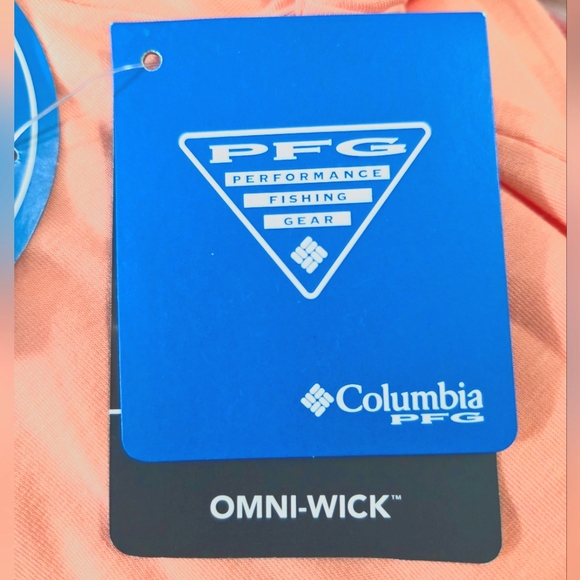 PFG
PERFORMANCE
FISHING
GEAR
Columbia
PFG
OMNI-WICK™